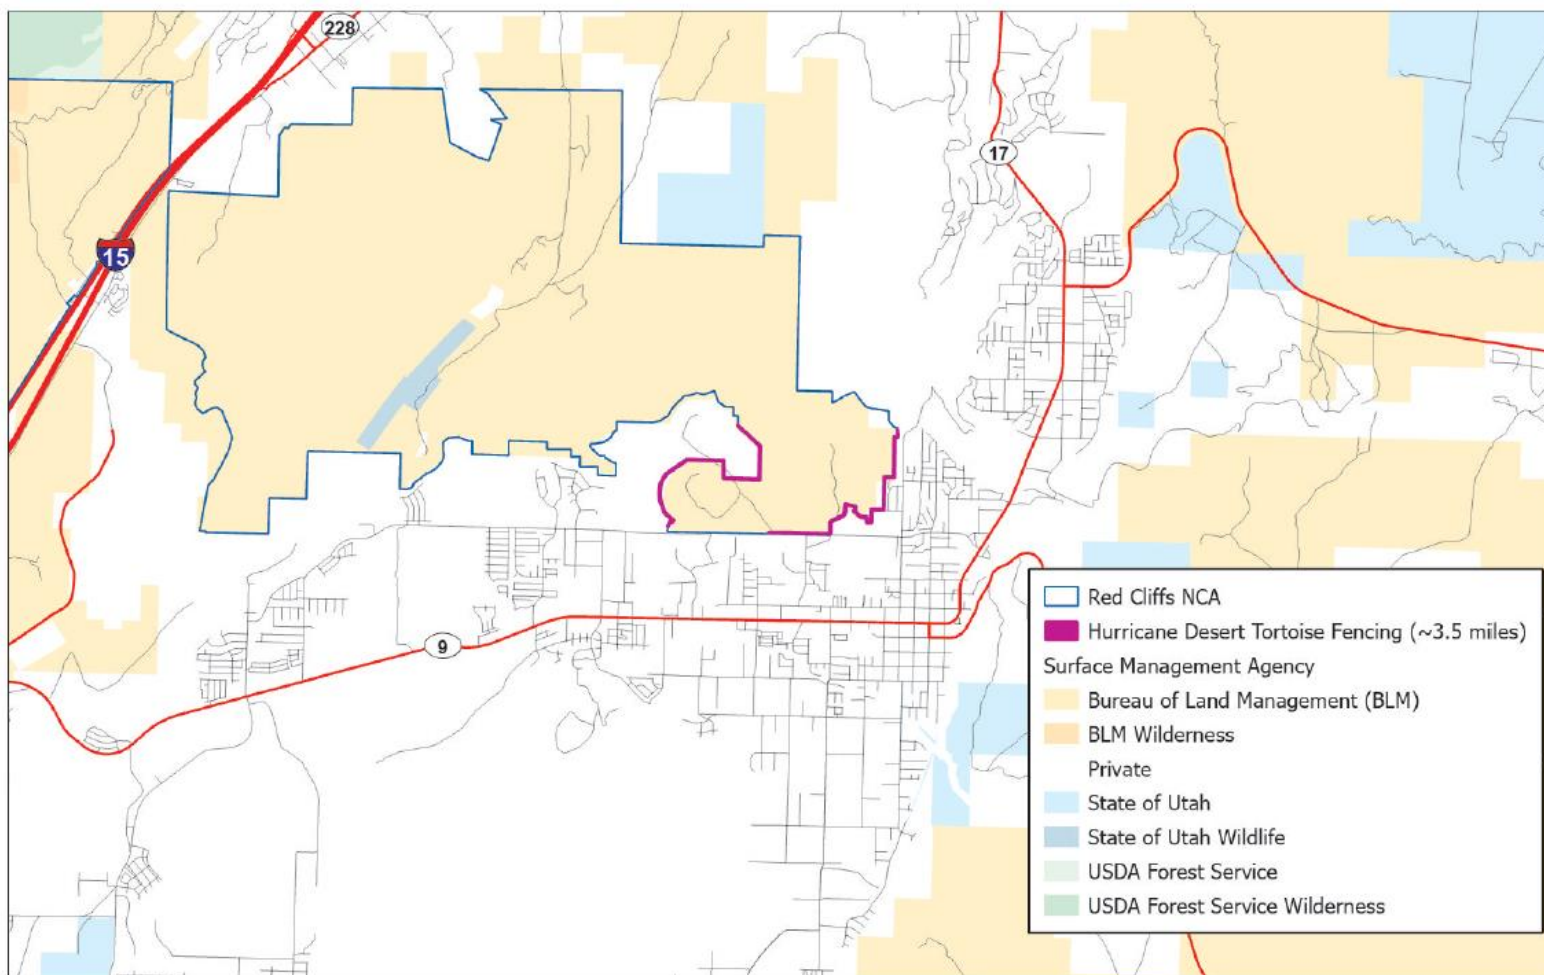 228
17
15
9
Red Cliffs NCA
Hurricane Desert Tortoise Fencing (~3.5 miles)
Surface Management Agency
Bureau of Land Management (BLM)
BLM Wilderness
Private
State of Utah
State of Utah Wildlife
USDA Forest Service
USDA Forest Service Wilderness